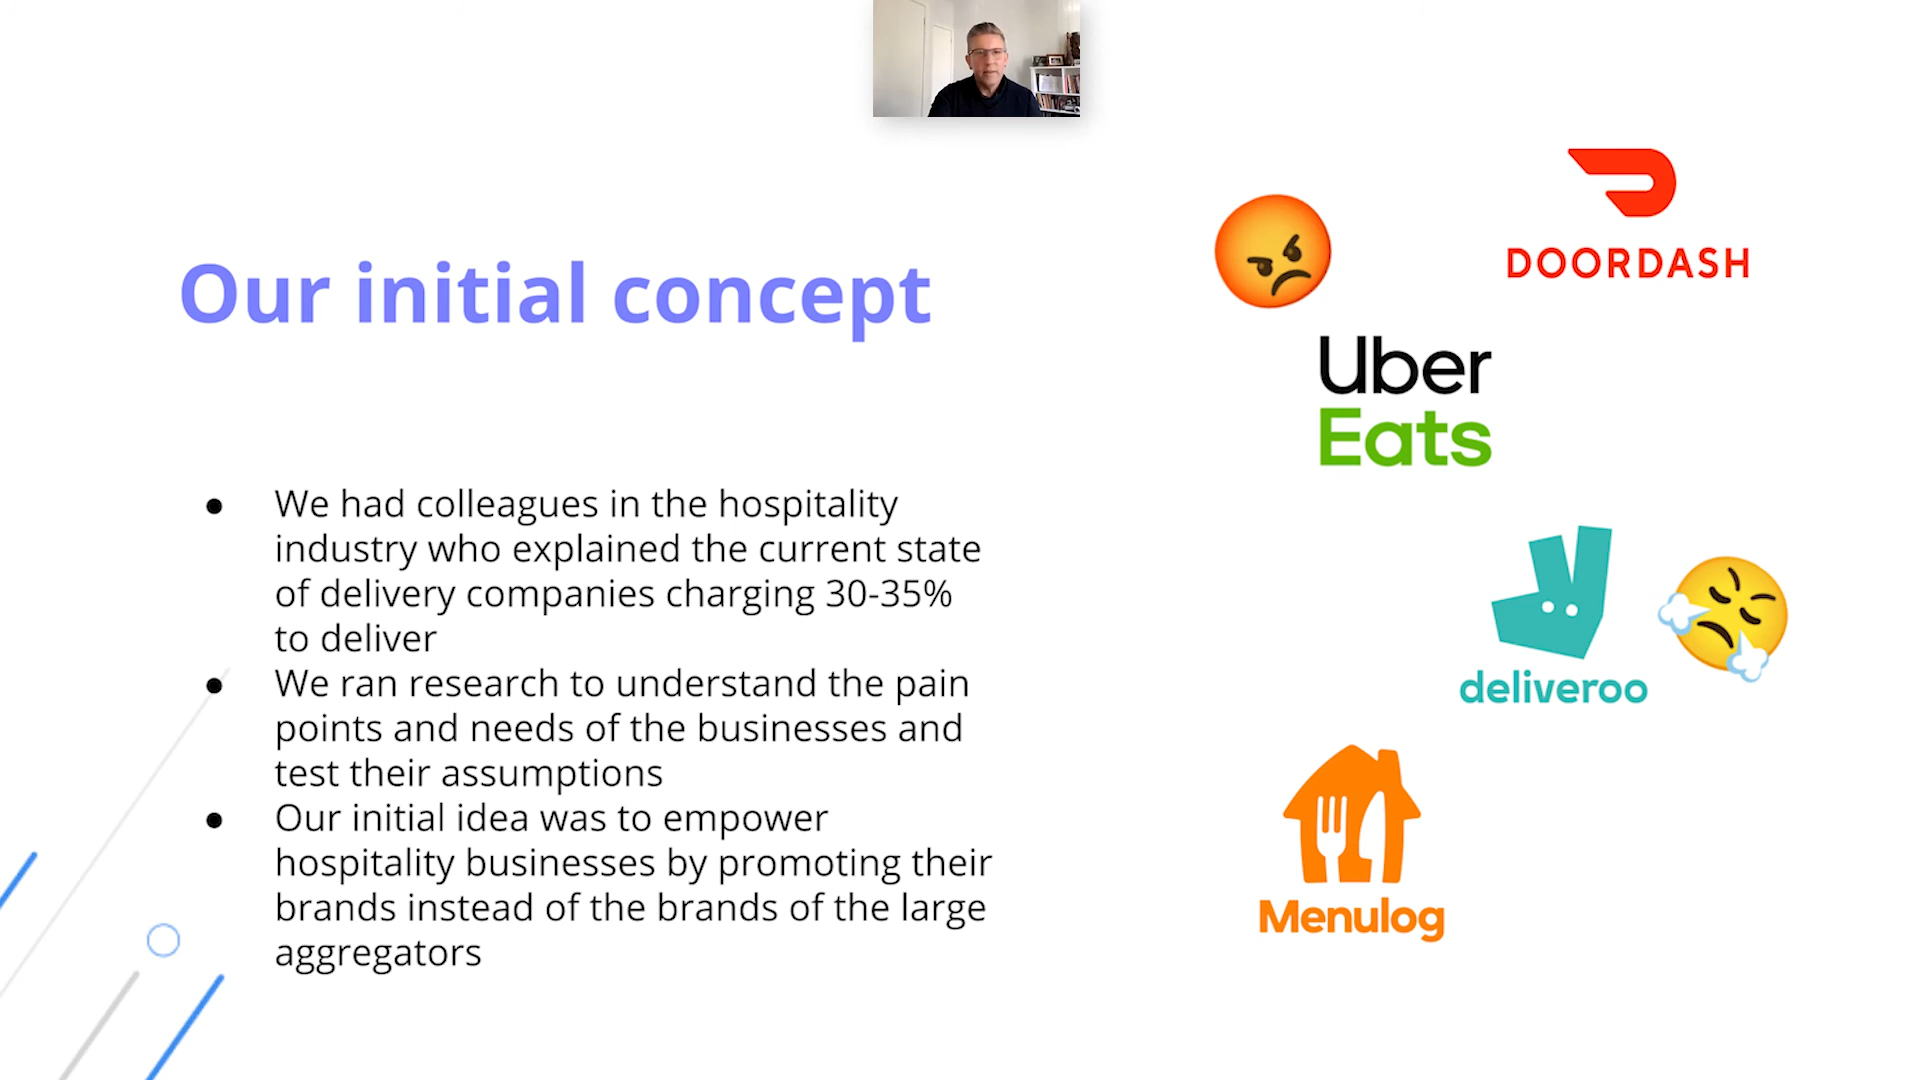 Our initial concept
● We had colleagues in the hospitality
industry who explained the current state
of delivery companies charging 30-35%
to deliver
● We ran research to understand the pain
points and needs of the businesses and
test their assumptions
● Our initial idea was to empower
hospitality businesses by promoting their
brands instead of the brands of the large
aggregators
DOORDASH
Uber
Eats
deliveroo
Menulog